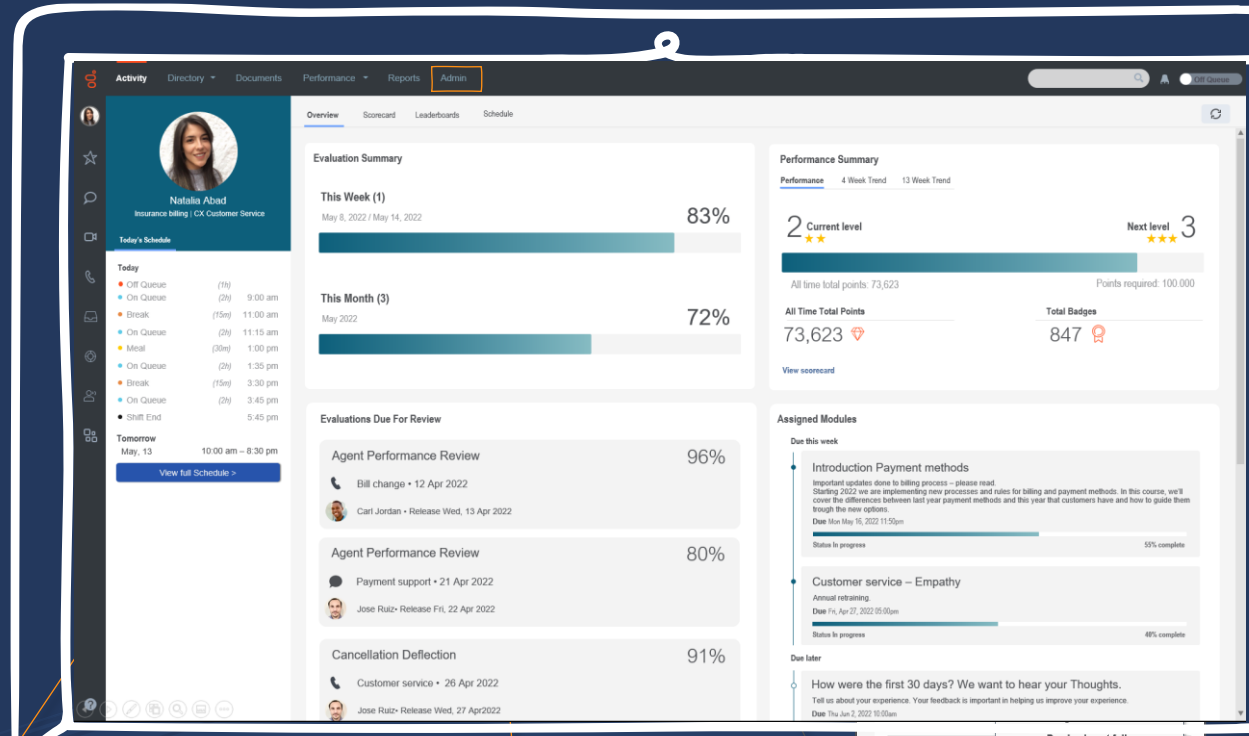 Activity Directory Documents Performance Reports Admin
Off Queue
Natalia Abad
Insurance billing | CX Customer Service
Today's Schedule
Today
Off Queue (1h)
On Queue (2h) 9:00 am
Break (15m) 11:00 am
On Queue (2h) 11:15 am
Meal (30m) 1:00 pm
On Queue (2h) 1:35 pm
Break (15m) 3:30 pm
On Queue (2h) 3:45 pm
Shift End 5:45 pm
Tomorrow
May, 13 10:00 am – 8:30 pm
View full Schedule >
Overview Scorecard Leaderboards Schedule
Evaluation Summary
This Week (1)
May 8, 2022 / May 14, 2022
83%
This Month (3)
May 2022
72%
Performance Summary
Performance 4 Week Trend 13 Week Trend
2 Current level
Next level 3
All time total points: 73,623
Points required: 100.000
All Time Total Points
73,623
Total Badges
847
View scorecard
Evaluations Due For Review
Agent Performance Review 96%
Bill change • 12 Apr 2022
Carl Jordan • Release Wed, 13 Apr 2022
Agent Performance Review 80%
Payment support • 21 Apr 2022
Jose Ruiz• Release Fri, 22 Apr 2022
Cancellation Deflection 91%
Customer service • 26 Apr 2022
Jose Ruiz• Release Wed, 27 Apr2022
Assigned Modules
Due this week
Introduction Payment methods
Important updates done to billing process – please read.
Starting 2022 we are implementing new processes and rules for billing and payment methods. In this course, we'll
cover the differences between last year payment methods and this year that customers have and how to guide them
trough the new options.
Due Mon May 16, 2022 11:50pm
Status In progress 55% complete
Customer service – Empathy
Annual retraining.
Due Fri, Apr 27, 2022 05:00pm
Status In progress 48% complete
Due later
How were the first 30 days? We want to hear your Thoughts.
Tell us about your experience. Your feedback is important in helping us improve your experience.
Due Thu Jun 2, 2022 10:00am